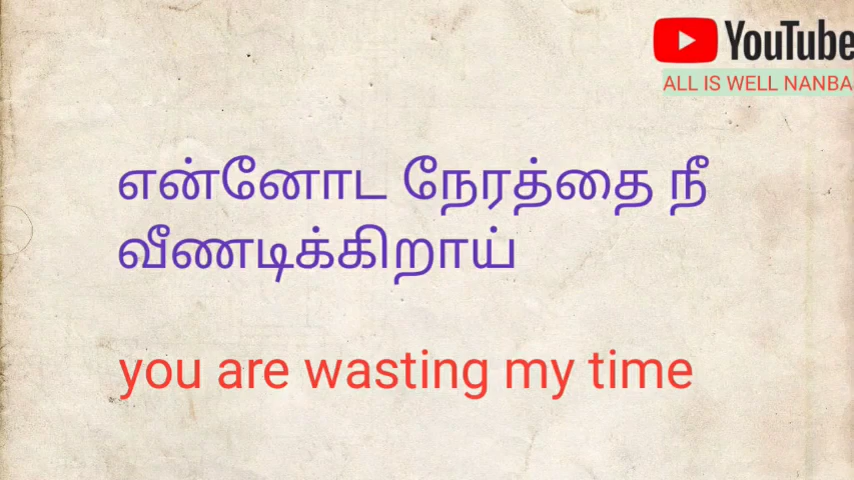 YouTube
ALL IS WELL NANBA
என்னோட நேரத்தை நீ
வீணடிக்கிறாய்
you are wasting my time